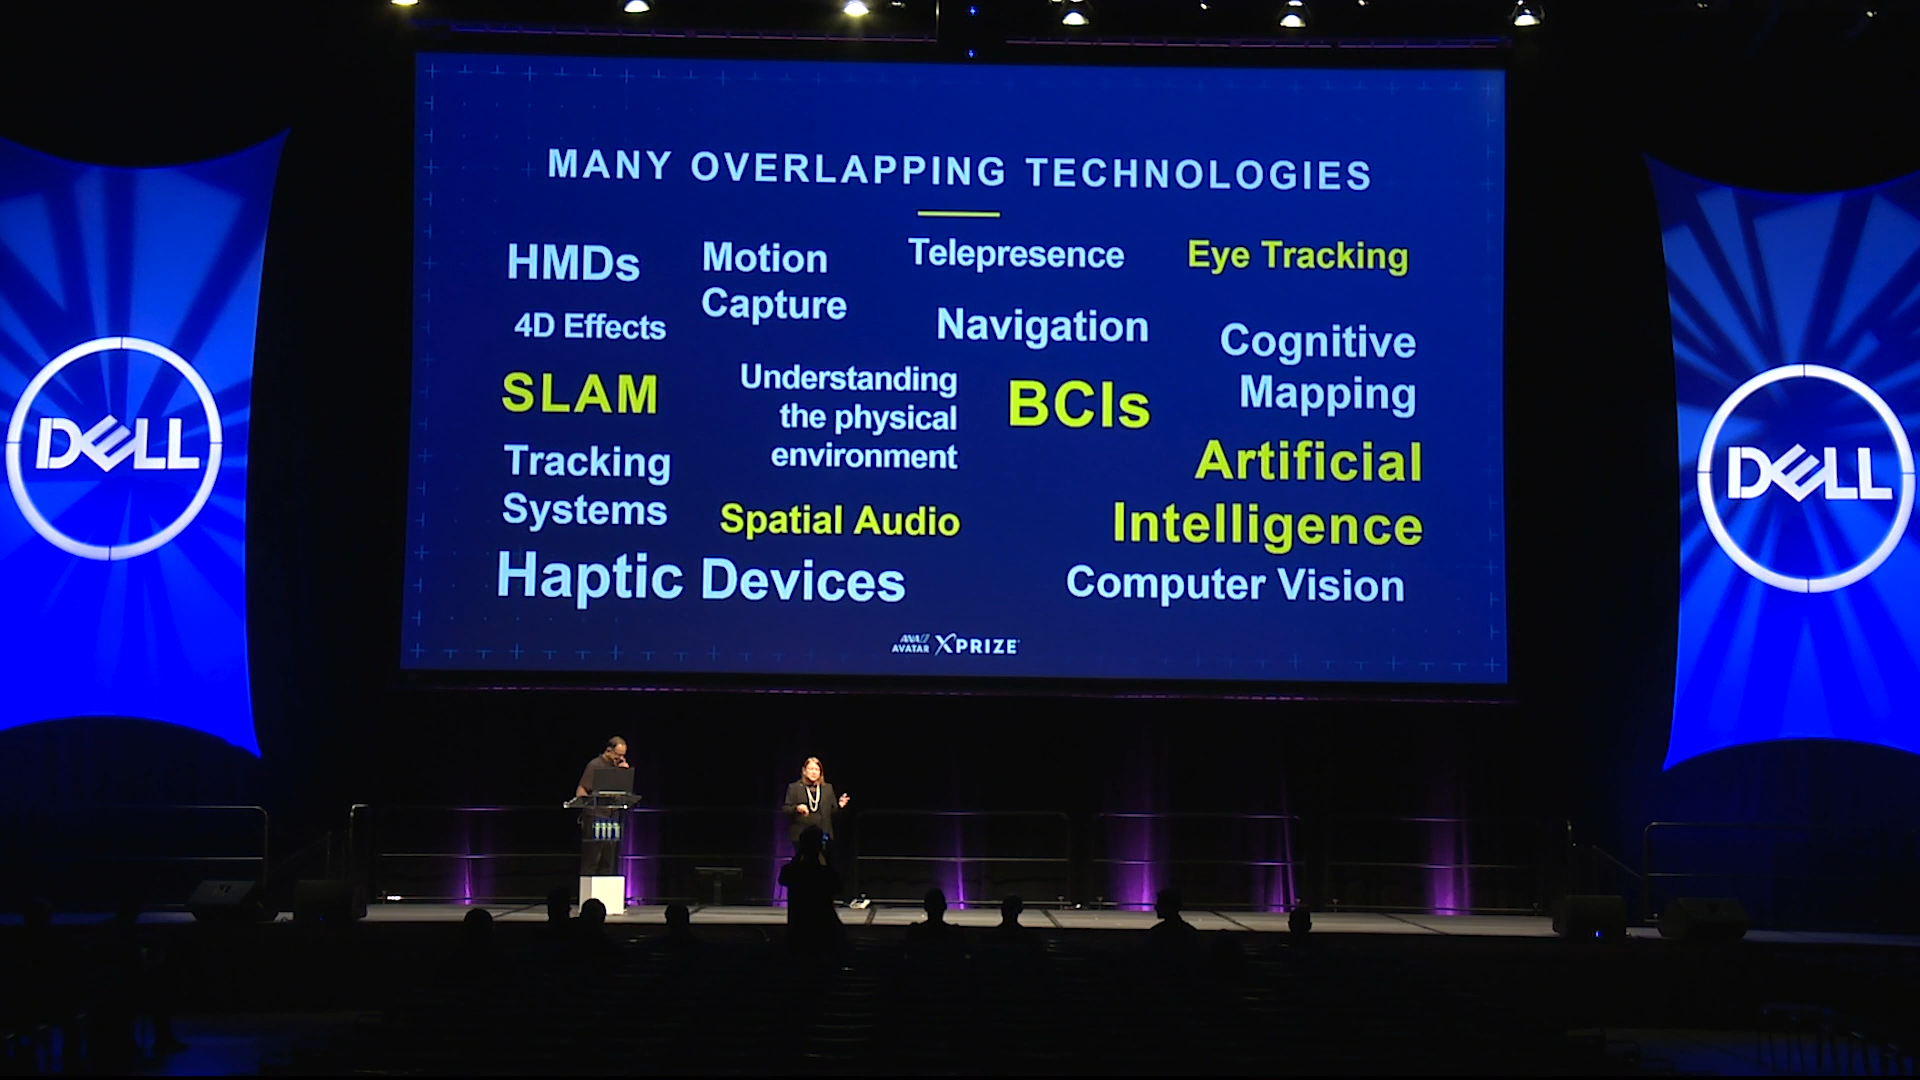 MANY OVERLAPPING TECHNOLOGIES
HMDs
Motion
Capture
Telepresence
Eye Tracking
4D Effects
Navigation
Cognitive
Mapping
SLAM
Understanding
the physical
environment
BCIs
Artificial
Intelligence
Tracking
Systems
Spatial Audio
Haptic Devices
Computer Vision
ANA
AVATAR XPRIZE
DELL
DELL